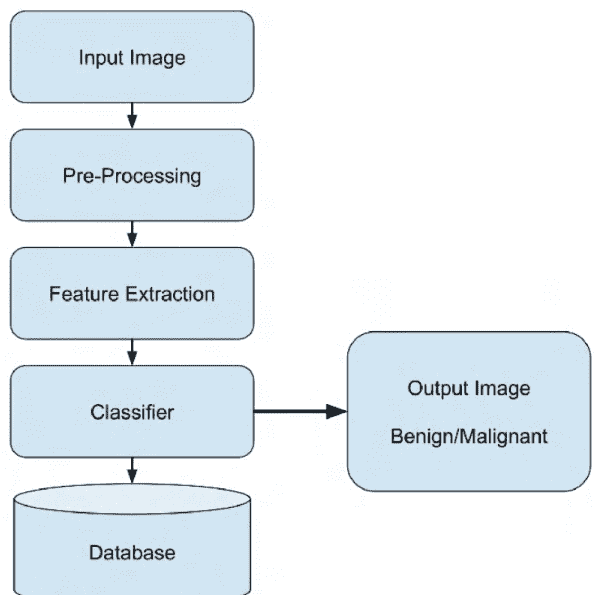 Input Image
Pre-Processing
Feature Extraction
Classifier
Output Image
Benign/Malignant
Database